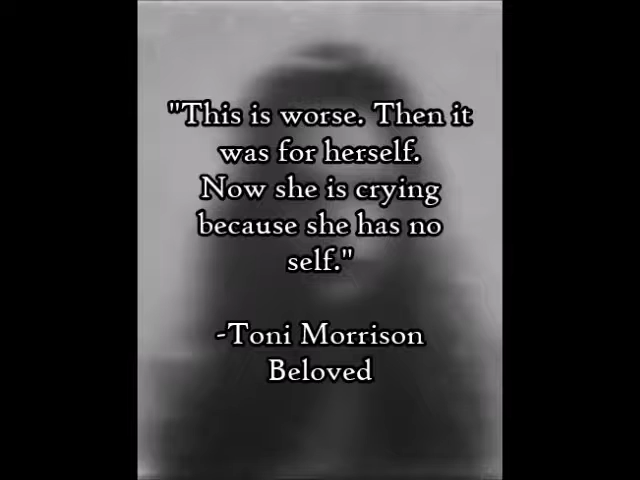 "This is worse. Then it
was for herself.
Now she is crying
because she has no
self."
-Toni Morrison
Beloved